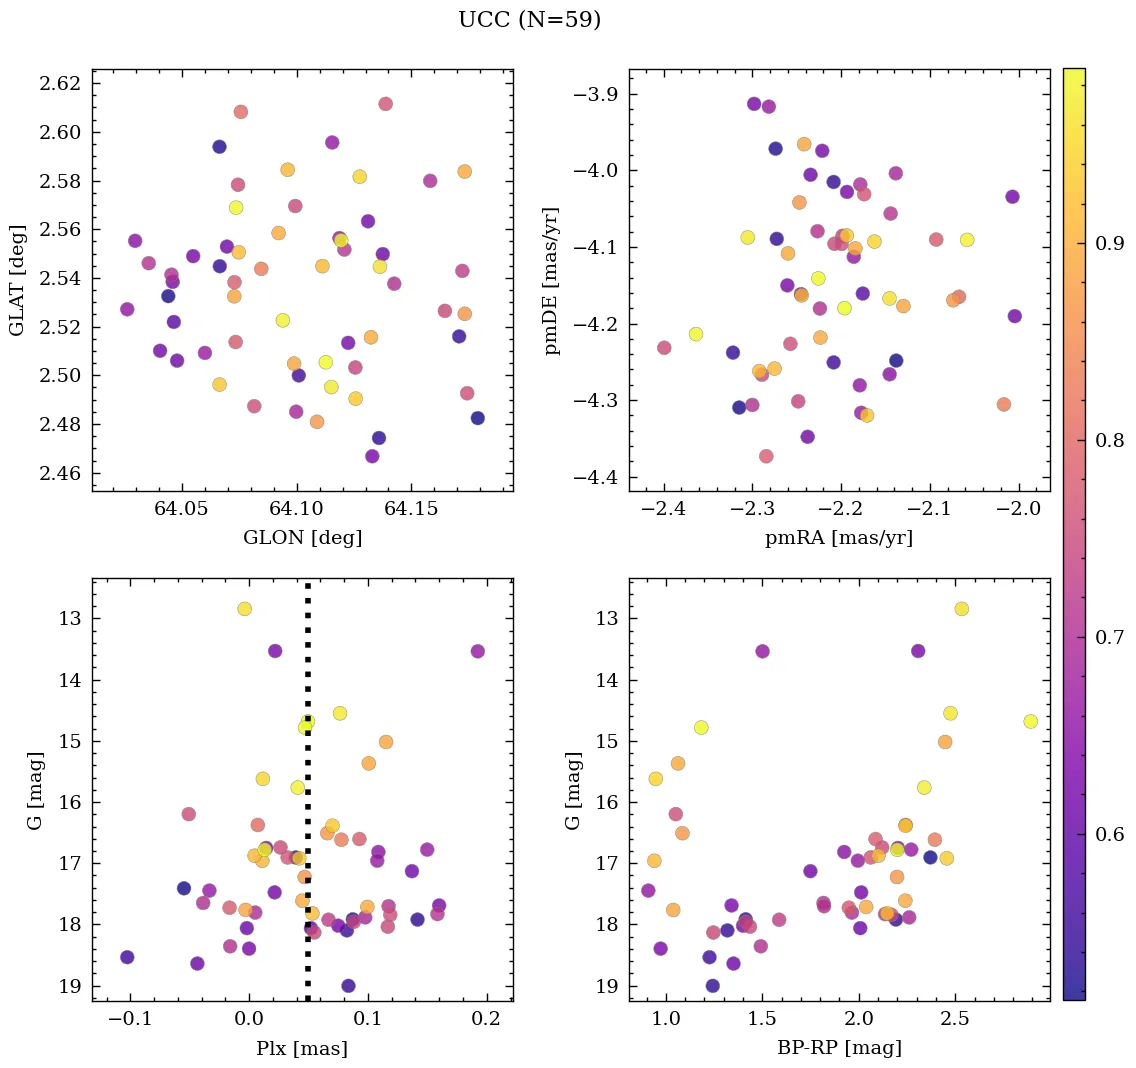 UCC (N=59)
2.62
2.60
2.58
2.56
2.54
2.52
2.50
2.48
2.46
GLAT [deg]
64.05 64.10 64.15
GLON [deg]
−3.9
−4.0
−4.1
−4.2
−4.3
−4.4
pmDE [mas/yr]
−2.4 −2.3 −2.2 −2.1 −2.0
pmRA [mas/yr]
13
14
15
16
17
18
19
G [mag]
−0.1 0.0 0.1 0.2
Plx [mas]
13
14
15
16
17
18
19
G [mag]
1.0 1.5 2.0 2.5
BP-RP [mag]
0.9
0.8
0.7
0.6